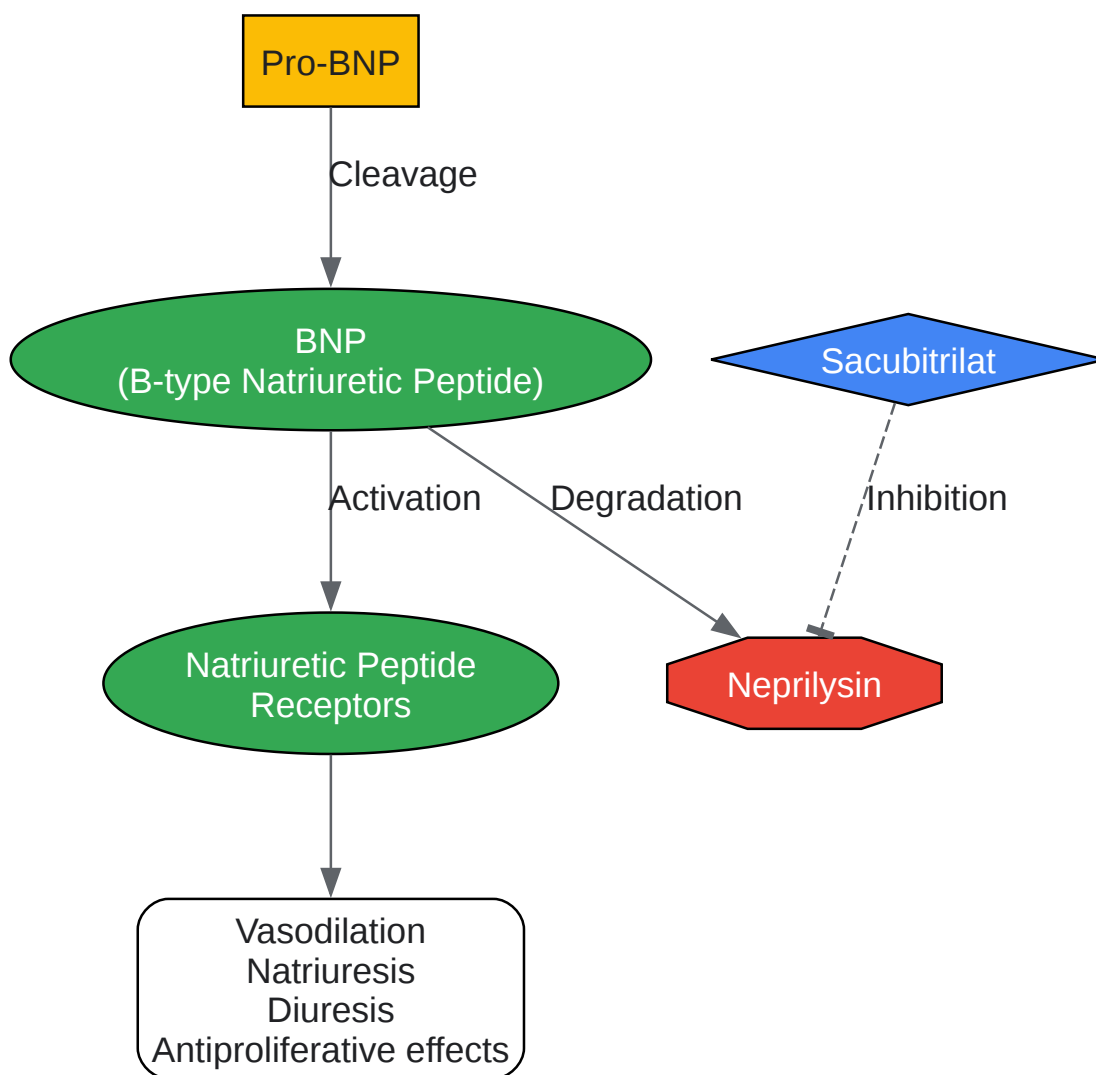 Pro-BNP
Cleavage
BNP
(B-type Natriuretic Peptide)
Sacubitrilat
Activation
Degradation
Inhibition
Natriuretic Peptide
Receptors
Neprilysin
Vasodilation
Natriuresis
Diuresis
Antiproliferative effects